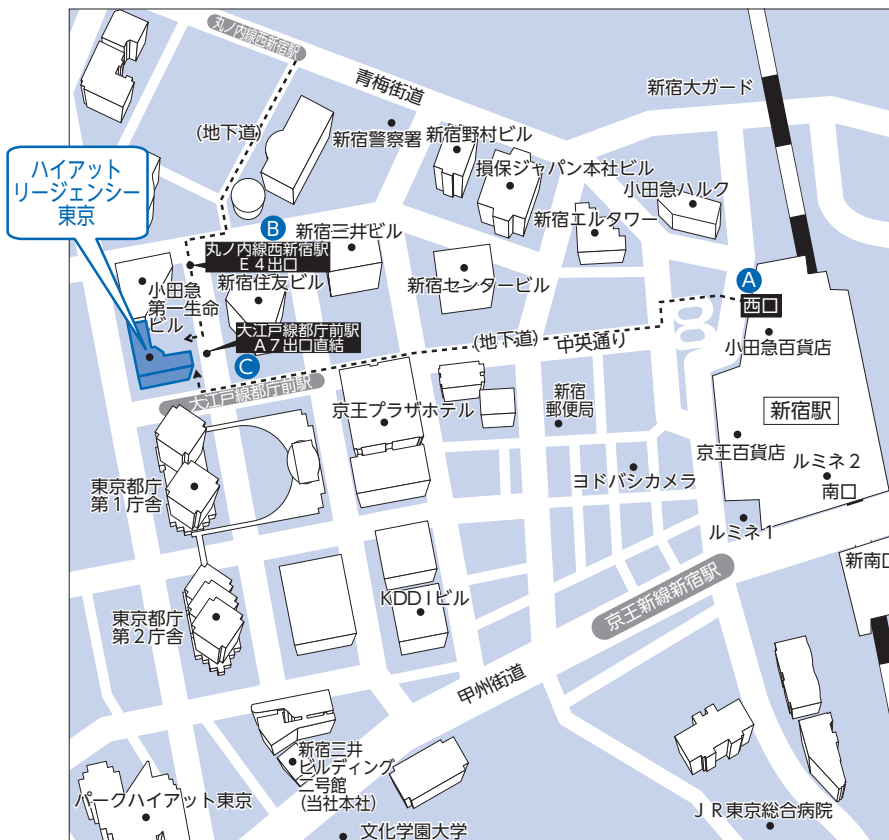 丸ノ内線西新宿駅
青梅街道
新宿大ガード
(地下道)
新宿警察署
新宿野村ビル
損保ジャパン本社ビル
小田急ハルク
新宿エルタワー
ハイアット
リージェンシー
東京
B
新宿三井ビル
丸ノ内線西新宿駅
E4出口
新宿住友ビル
新宿センタービル
小田急
第一生命
ビル
A
西口
大江戸線都庁前駅
A7出口直結
(地下道)
中央通り
小田急百貨店
C
大江戸線都庁前駅
京王プラザホテル
新宿
郵便局
新宿駅
京王百貨店
ルミネ2
南口
ヨドバシカメラ
東京都庁
第1庁舎
ルミネ1
新南口
京王新線新宿駅
KDDIビル
東京都庁
第2庁舎
甲州街道
新宿三井
ビルディング
二号館
(当社本社)
パークハイアット東京
JR東京総合病院
文化学園大学